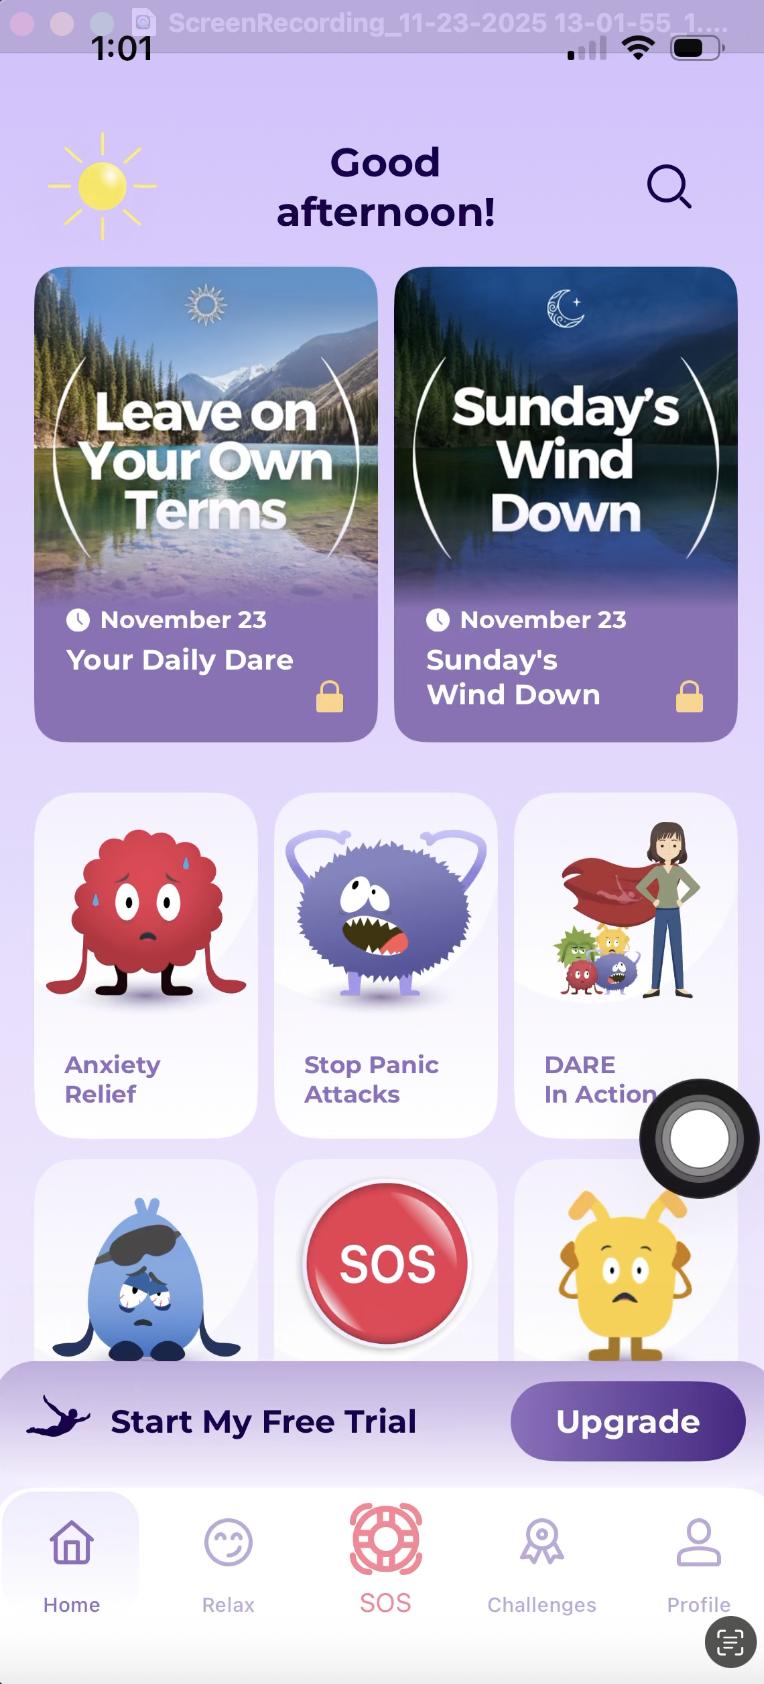 ScreenRecording_11-23-2025 13-01-55_1....
1:01
Good
afternoon!
Leave on
Your Own
Terms
November 23
Your Daily Dare
Sunday's
Wind
Down
November 23
Sunday's
Wind Down
Anxiety
Relief
Stop Panic
Attacks
DARE
In Action
SOS
Start My Free Trial
Upgrade
Home
Relax
SOS
Challenges
Profile